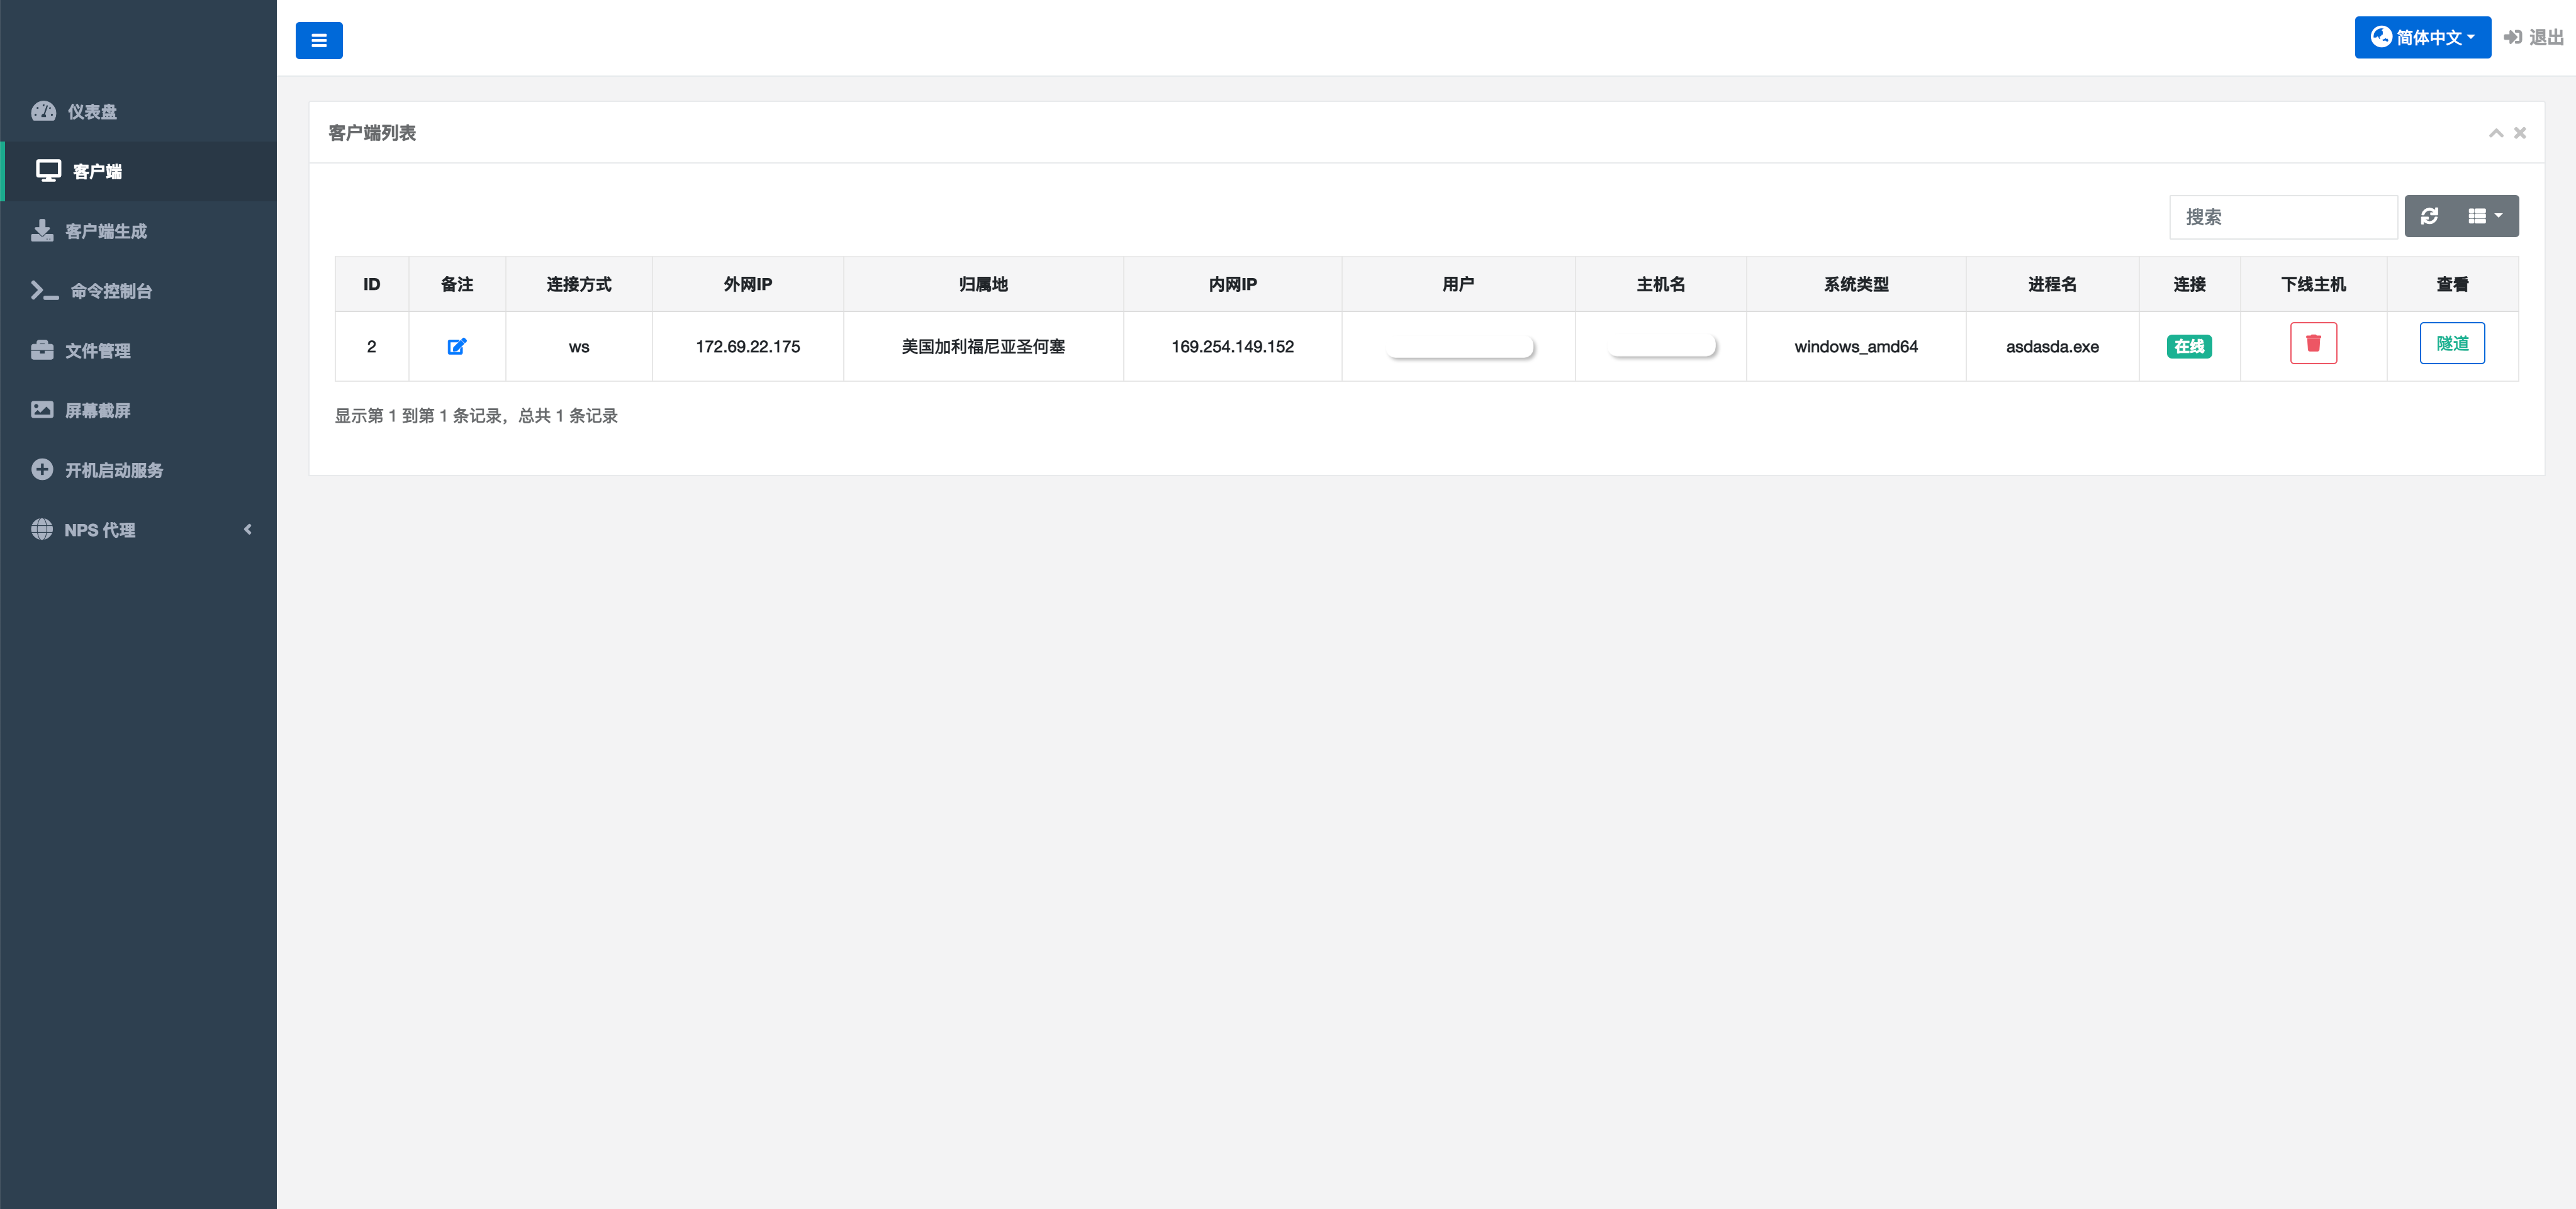 简体中文
退出
仪表盘
客户端
客户端生成
命令控制台
文件管理
屏幕截屏
开机启动服务
NPS 代理
客户端列表
搜索
ID 备注 连接方式 外网IP 归属地 内网IP 用户 主机名 系统类型 进程名 连接 下线主机 查看
2 ws 172.69.22.175 美国加利福尼亚圣何塞 169.254.149.152 windows_amd64 asdasda.exe 在线 隧道
显示第 1 到第 1 条记录，总共 1 条记录